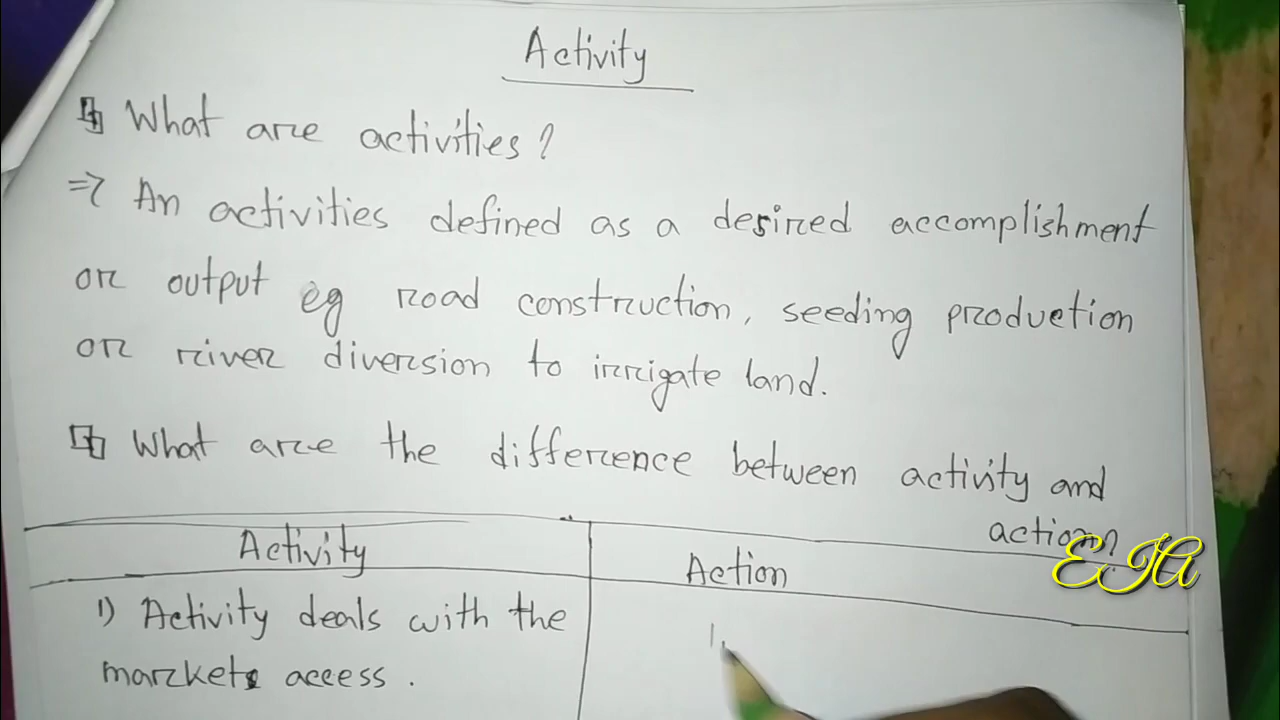 Activity
What are activities?
⇒ An activities defined as a desired accomplishment
or output eg road construction, seeding production
or river diversion to irrigate land.
What are the difference between activity and
action?
EJA
Activity
Action
1) Activity deals with the
markets access.
1